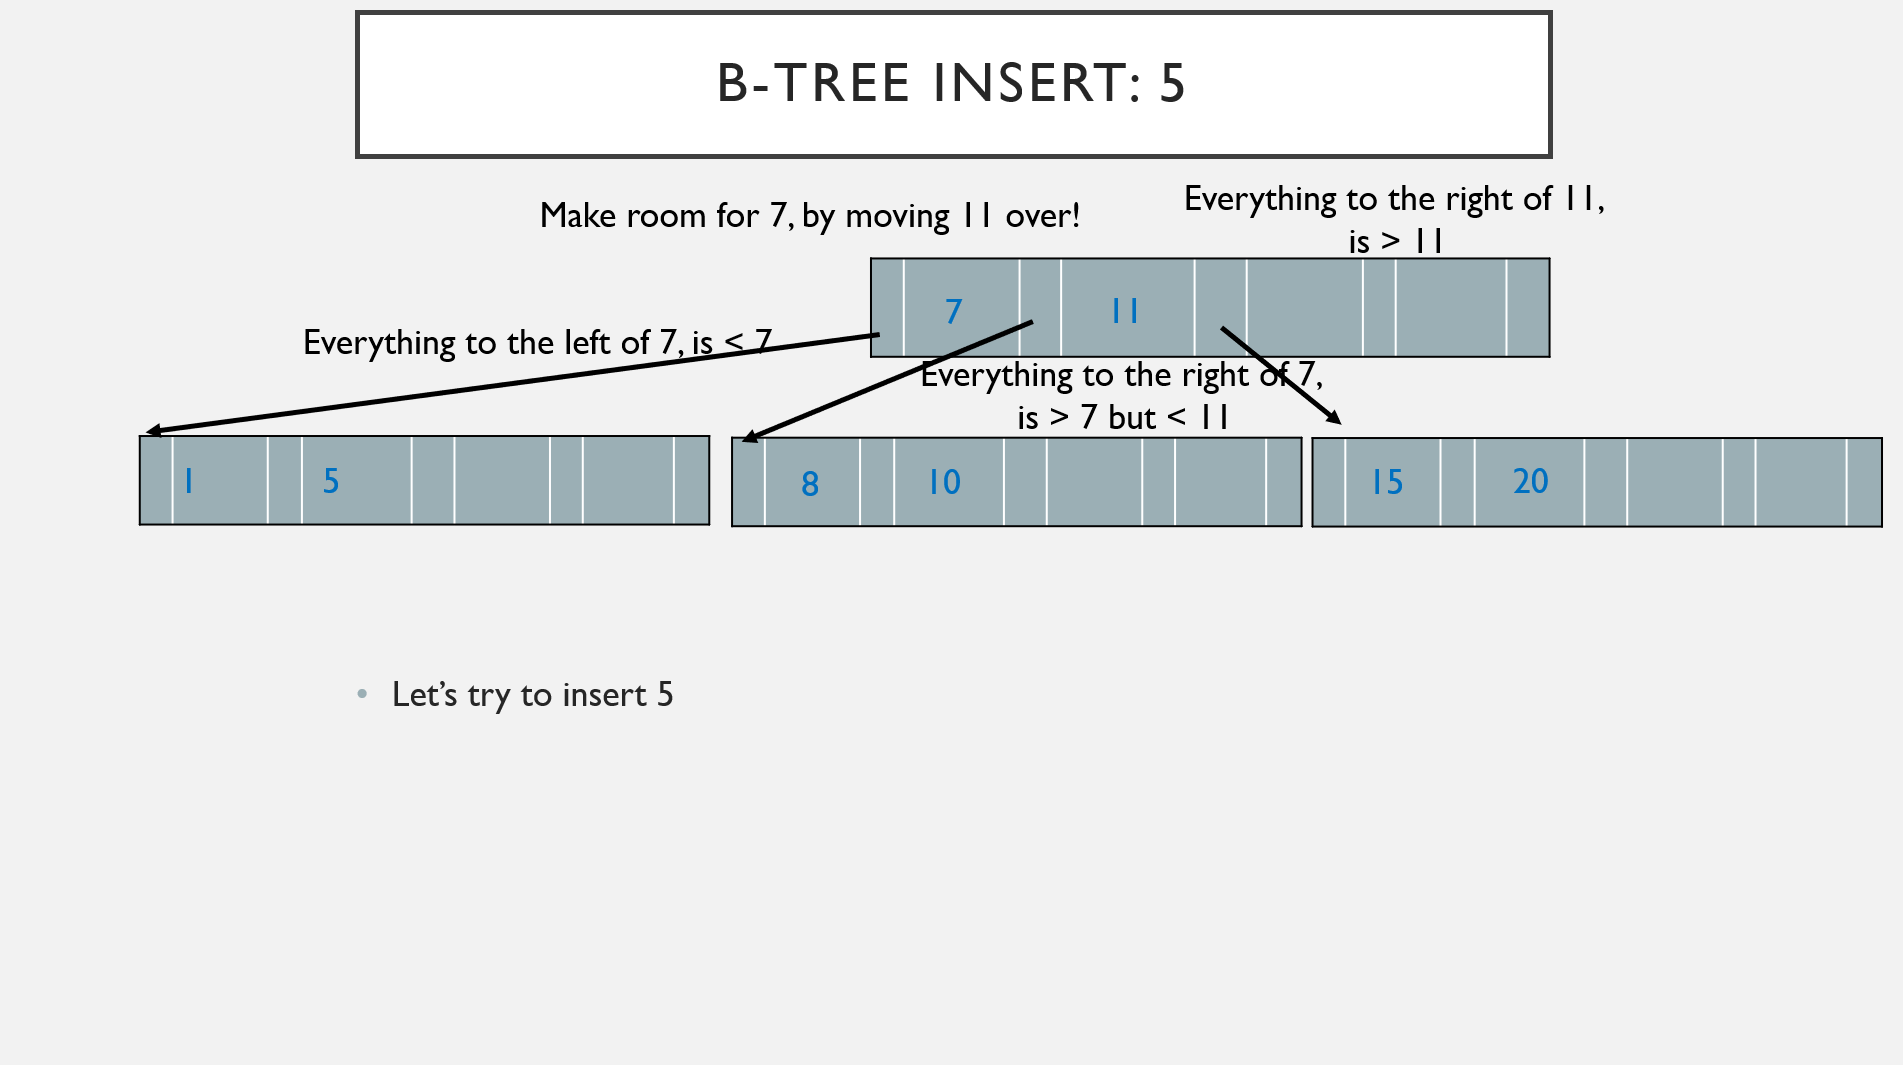 B-TREE INSERT: 5
Make room for 7, by moving 11 over!
Everything to the right of 11,
is > 11
7 11
Everything to the left of 7, is < 7
Everything to the right of 7,
is > 7 but < 11
1 5
8 10
15 20
• Let’s try to insert 5